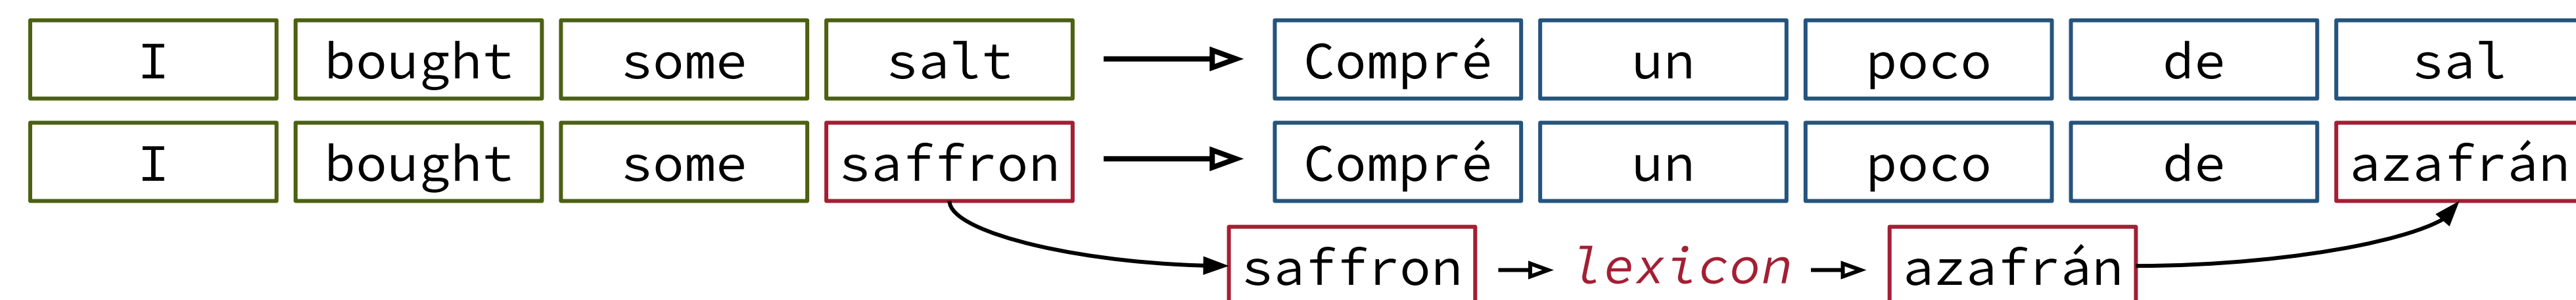 I bought some salt Compré un poco de sal
I bought some saffron Compré un poco de azafrán
saffron lexicon azafrán